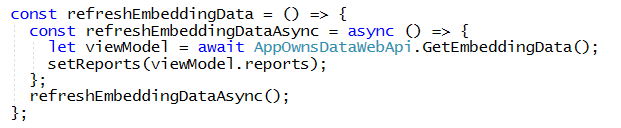 const refreshEmbeddingData = () => {
  const refreshEmbeddingDataAsync = async () => {
    let viewModel = await AppOwnsDataWebApi.GetEmbeddingData();
    setReports(viewModel.reports);
  };
  refreshEmbeddingDataAsync();
};